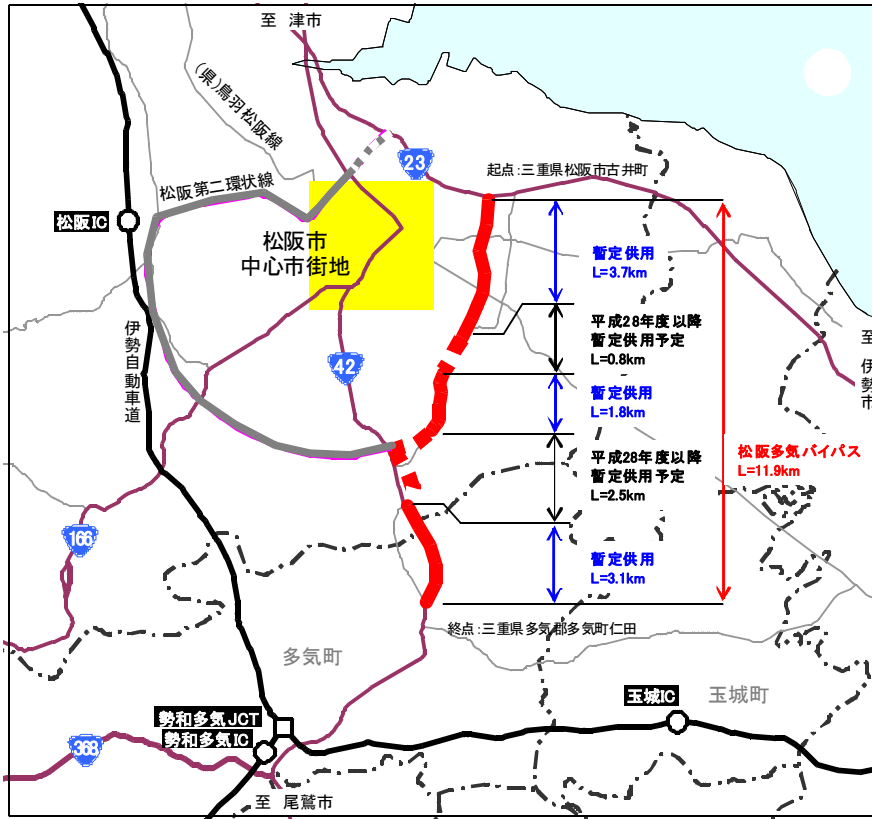 至 津市
(県)鳥羽松阪線
23
起点:三重県松阪市古井町
松阪第二環状線
松阪IC
松阪市
中心市街地
暫定供用
L=3.7km
平成28年度以降
暫定供用予定
L=0.8km
伊勢自動車道
至 伊勢市
42
暫定供用
L=1.8km
松阪多気バイパス
L=11.9km
平成28年度以降
暫定供用予定
L=2.5km
166
暫定供用
L=3.1km
終点:三重県多気郡多気町仁田
多気町
玉城IC
玉城町
勢和多気JCT
勢和多気IC
368
至 尾鷲市